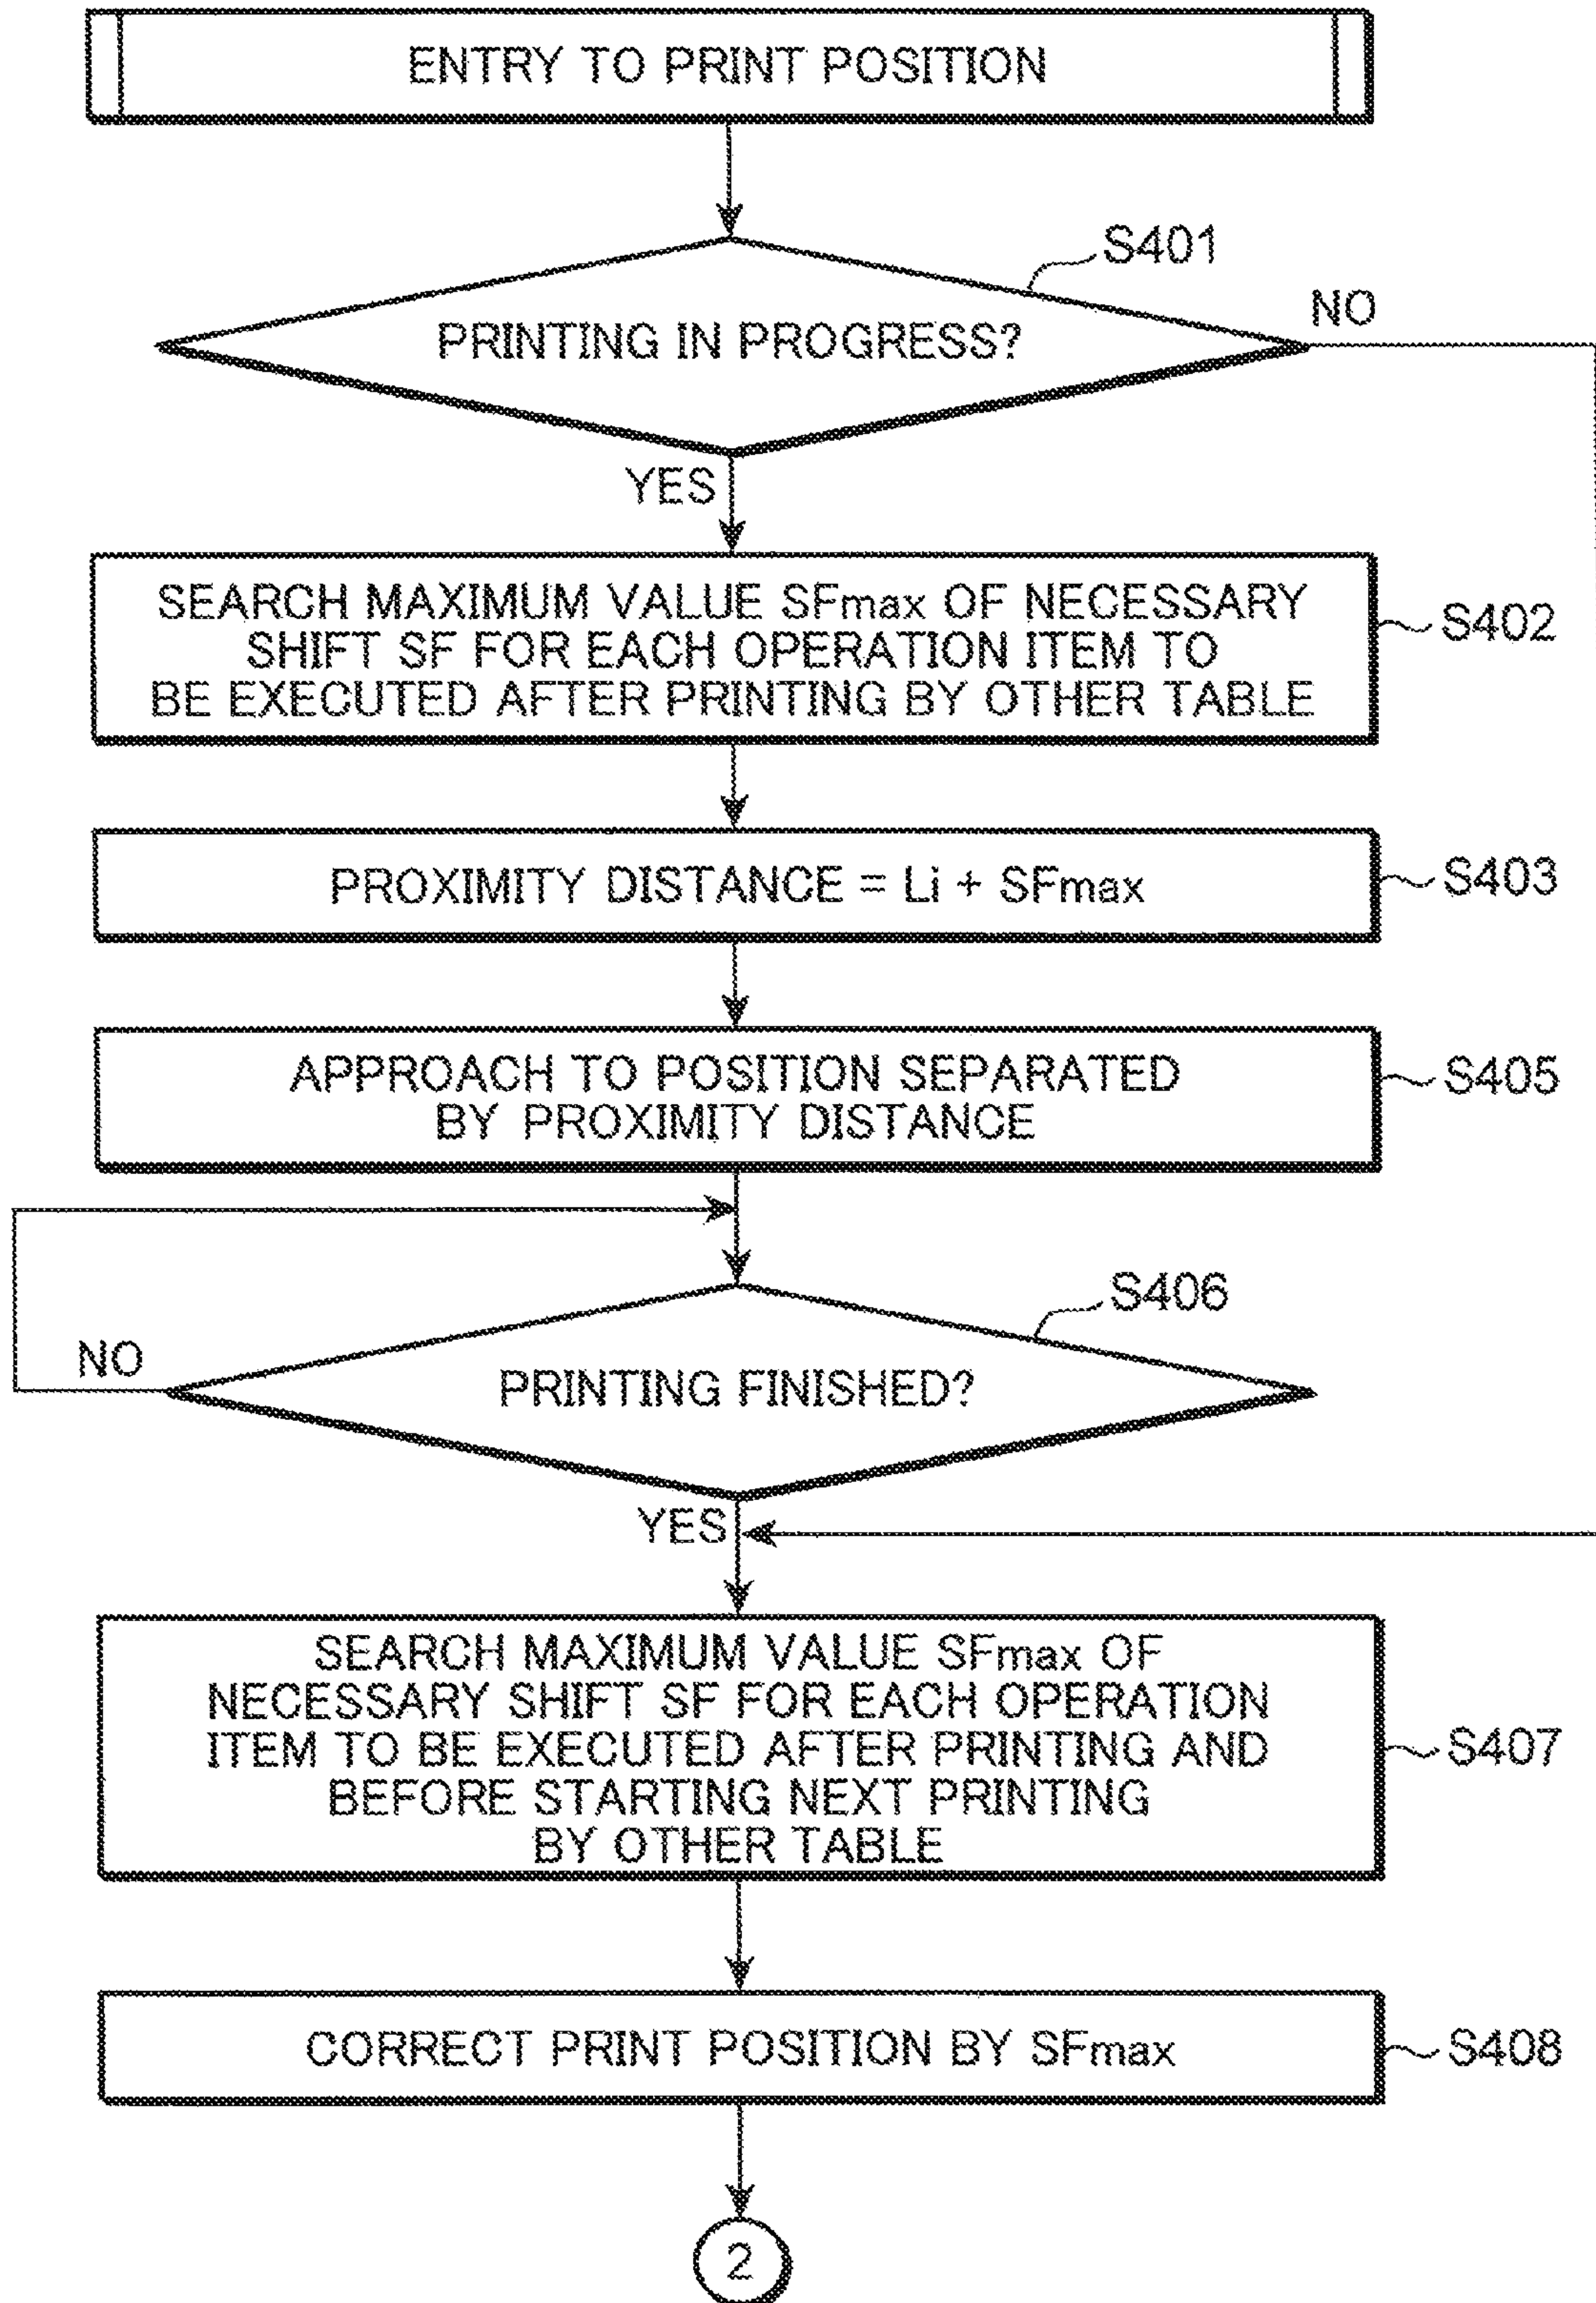 ENTRY TO PRINT POSITION
S401
PRINTING IN PROGRESS?
NO
YES
SEARCH MAXIMUM VALUE SFmax OF NECESSARY
SHIFT SF FOR EACH OPERATION ITEM TO
BE EXECUTED AFTER PRINTING BY OTHER TABLE
S402
PROXIMITY DISTANCE = Li + SFmax
S403
APPROACH TO POSITION SEPARATED
BY PROXIMITY DISTANCE
S405
S406
NO
PRINTING FINISHED?
YES
SEARCH MAXIMUM VALUE SFmax OF
NECESSARY SHIFT SF FOR EACH OPERATION
ITEM TO BE EXECUTED AFTER PRINTING AND
BEFORE STARTING NEXT PRINTING
BY OTHER TABLE
S407
CORRECT PRINT POSITION BY SFmax
S408
2